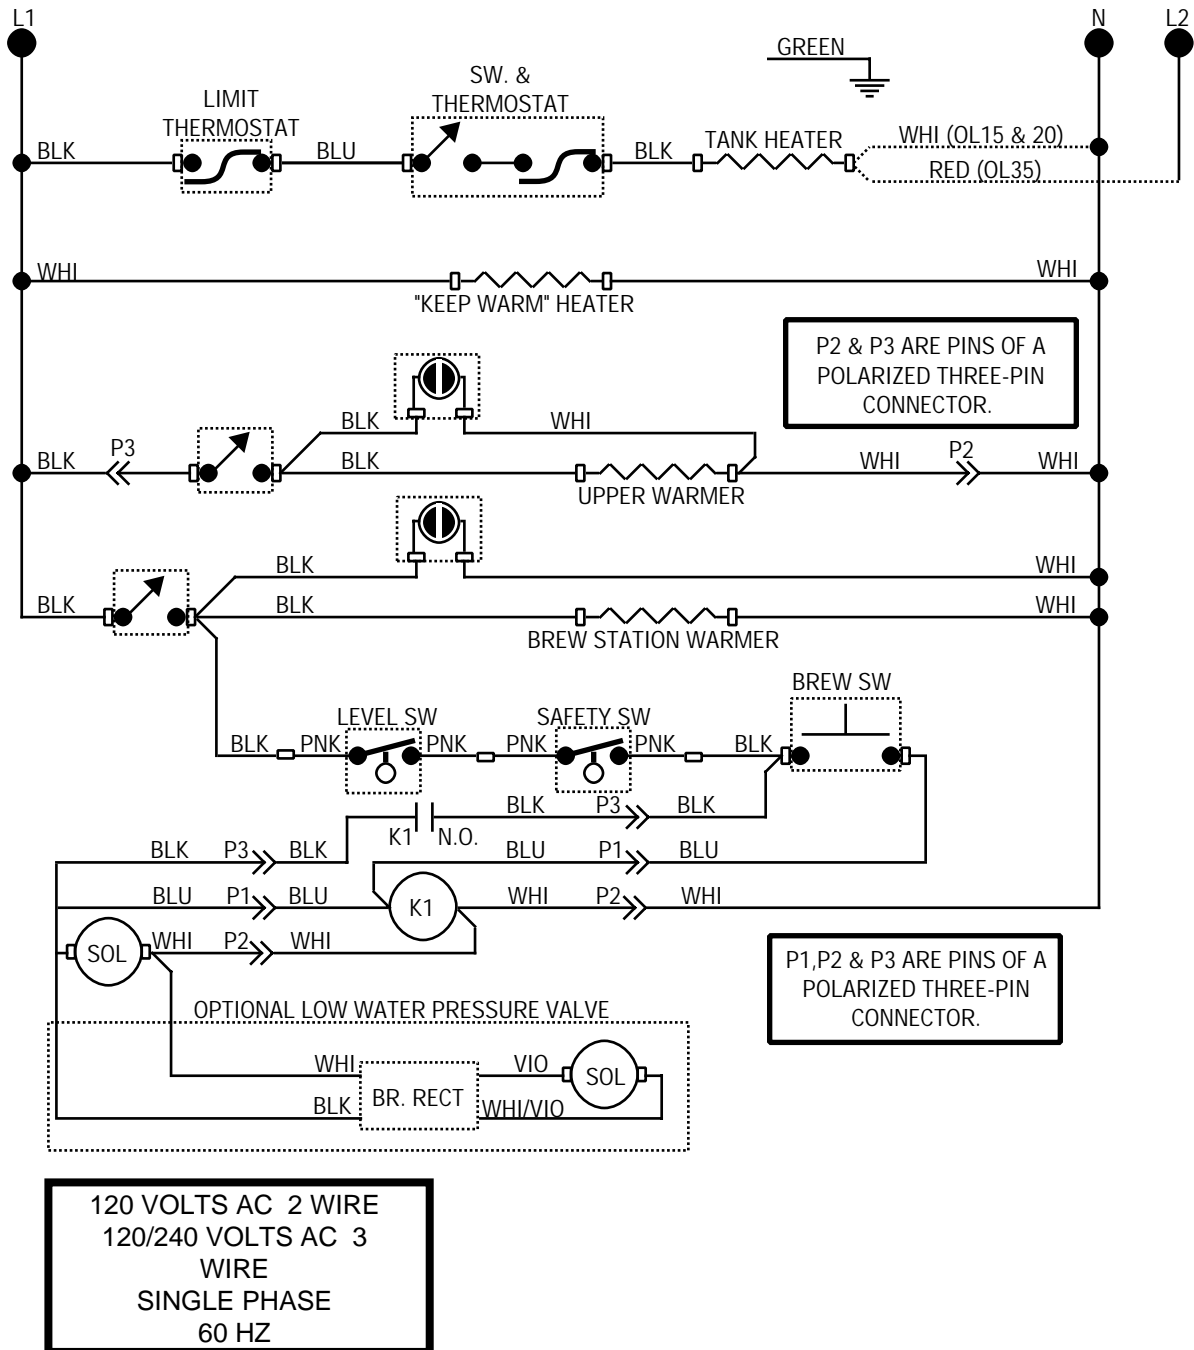 L1
N
L2
GREEN
SW. &
THERMOSTAT
LIMIT
THERMOSTAT
BLK
BLU
BLK
TANK HEATER
WHI (OL15 & 20)
RED (OL35)
WHI
WHI
"KEEP WARM" HEATER
P2 & P3 ARE PINS OF A
POLARIZED THREE-PIN
CONNECTOR.
BLK
WHI
BLK
P3
BLK
WHI
P2
WHI
UPPER WARMER
BLK
WHI
BLK
BLK
WHI
BREW STATION WARMER
BREW SW
LEVEL SW
SAFETY SW
BLK
PNK
PNK
PNK
PNK
BLK
BLK
P3
BLK
K1
N.O.
BLK
P3
BLK
BLU
P1
BLU
BLU
P1
BLU
K1
WHI
P2
WHI
SOL
WHI
P2
WHI
P1,P2 & P3 ARE PINS OF A
POLARIZED THREE-PIN
CONNECTOR.
OPTIONAL LOW WATER PRESSURE VALVE
WHI
VIO
SOL
BR. RECT
BLK
WHI/VIO
120 VOLTS AC 2 WIRE
120/240 VOLTS AC 3
WIRE
SINGLE PHASE
60 HZ